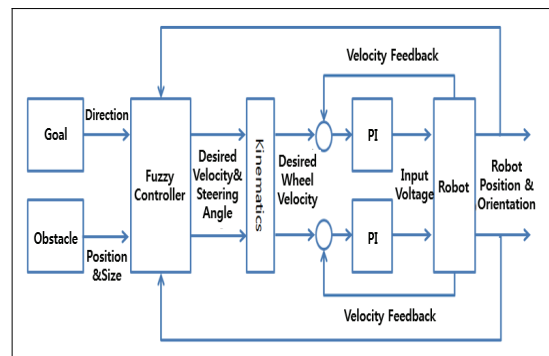 Velocity Feedback
Goal
Direction
Fuzzy
Controller
Desired
Velocity&
Steering
Angle
Kinematics
Desired
Wheel
Velocity
PI
Input
Voltage
Robot
Robot
Position &
Orientation
Obstacle
Position
&Size
PI
Velocity Feedback